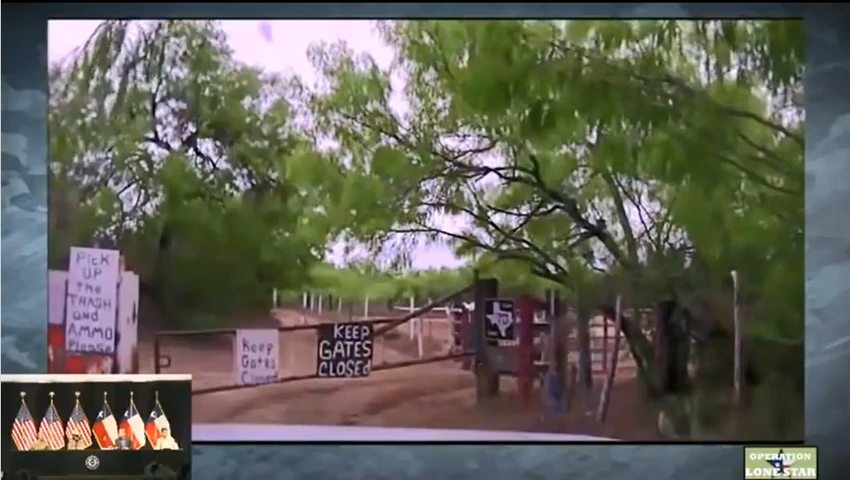 PICK
UP
the
TRASH
and
AMMO
Please
Keep
Gates
Closed
KEEP
GATES
CLOSED
OPERATION
LONE STAR